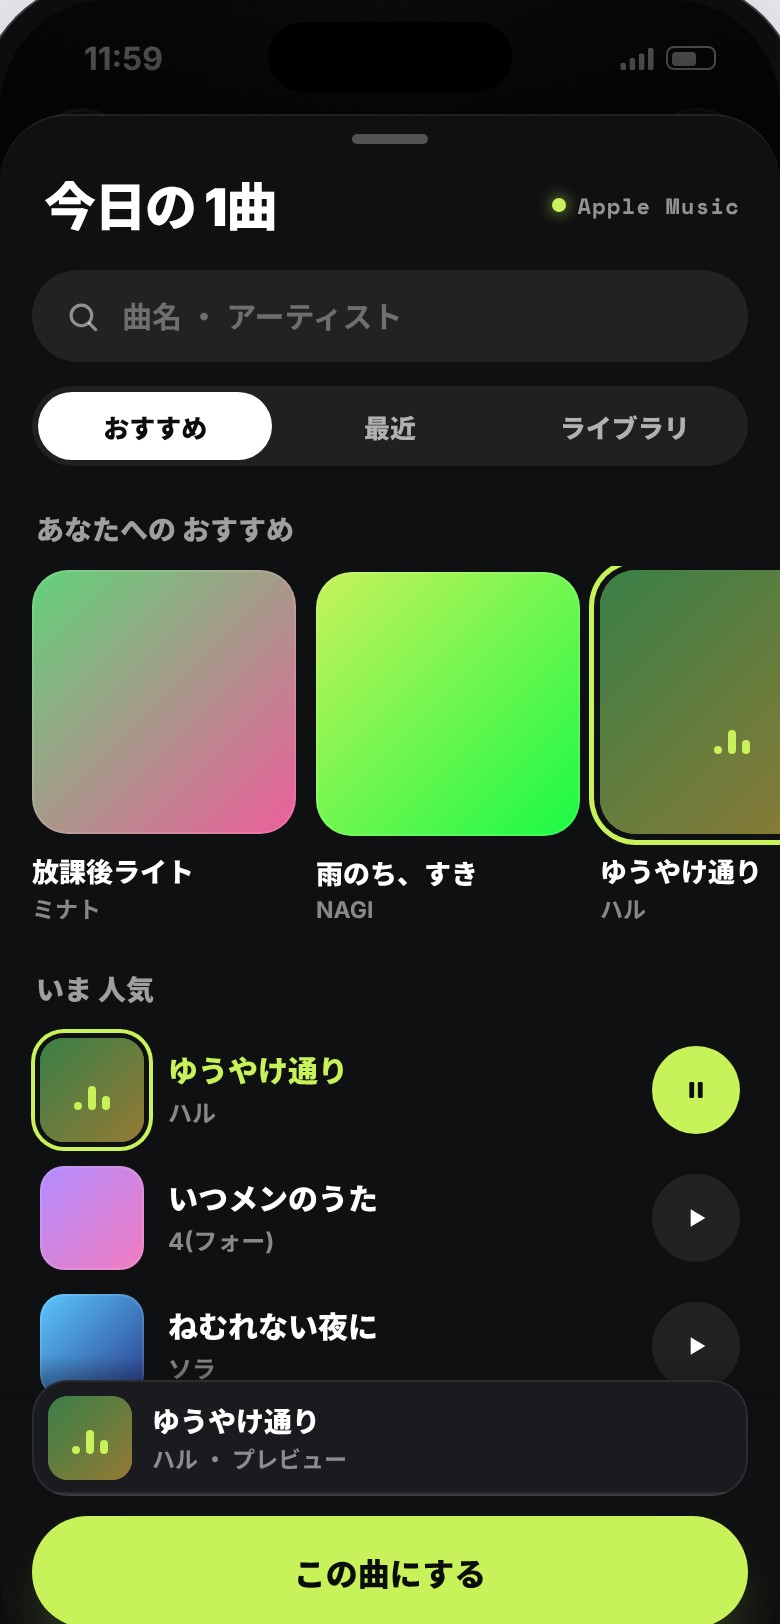 11:59
今日の1曲
Apple Music
曲名 ・ アーティスト
おすすめ
最近
ライブラリ
あなたへの おすすめ
放課後ライト
ミナト
雨のち、すき
NAGI
ゆうやけ通り
ハル
いま 人気
ゆうやけ通り
ハル
いつメンのうた
4(フォー)
ねむれない夜に
ソラ
ゆうやけ通り
ハル ・ プレビュー
この曲にする